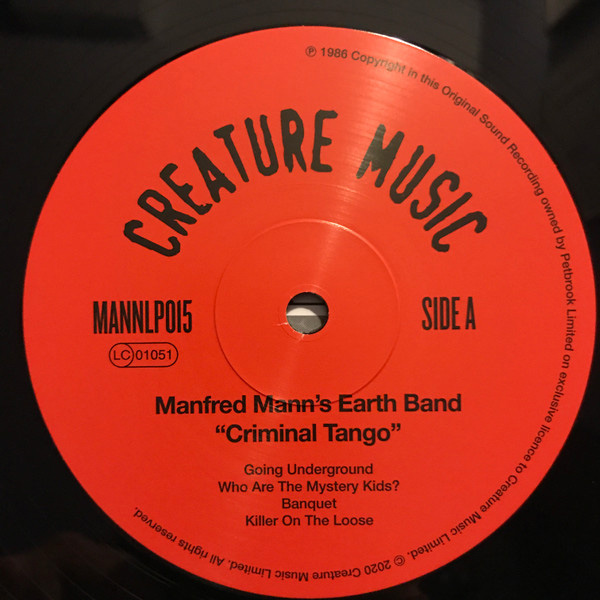 ℗ 1986 Copyright in this Original Sound Recording owned by Petbrook Limited on exclusive licence to Creature Music Limited. © 2020 Creature Music Limited. All rights reserved.
CREATURE MUSIC
MANNLP015
SIDE A
LC 01051
Manfred Mann's Earth Band
“Criminal Tango”
Going Underground
Who Are The Mystery Kids?
Banquet
Killer On The Loose